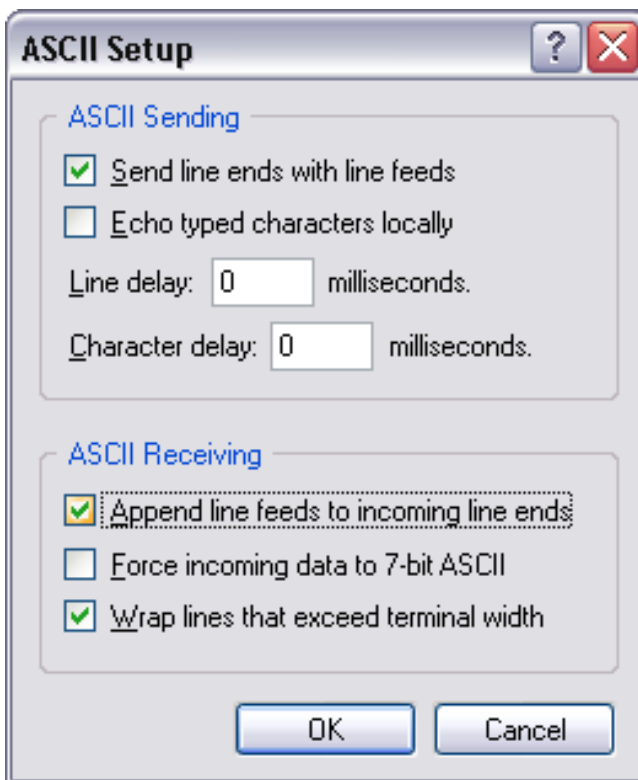 ASCII Setup
ASCII Sending
Send line ends with line feeds
Echo typed characters locally
Line delay: 0 milliseconds.
Character delay: 0 milliseconds.
ASCII Receiving
Append line feeds to incoming line ends
Force incoming data to 7-bit ASCII
Wrap lines that exceed terminal width
OK Cancel